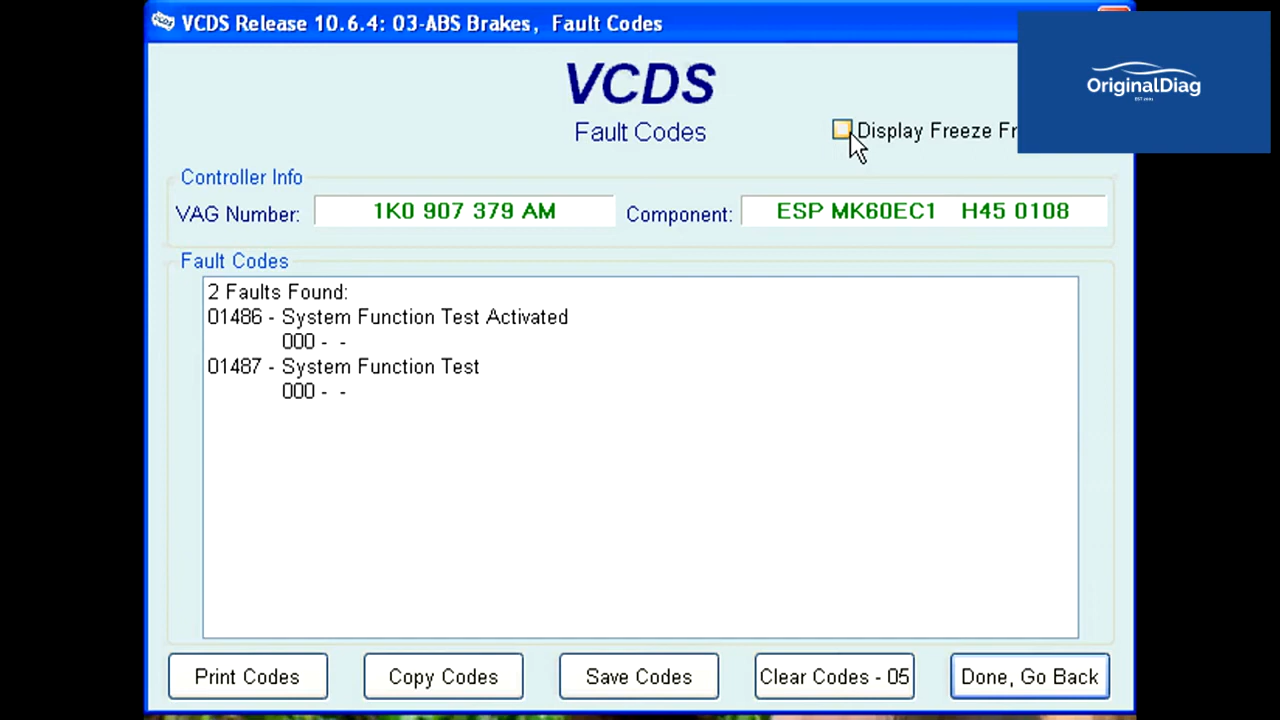 VCDS Release 10.6.4: 03-ABS Brakes, Fault Codes
OriginalDiag
VCDS
Fault Codes
Display Freeze Fr
Controller Info
VAG Number: 1K0 907 379 AM Component: ESP MK60EC1 H45 0108
Fault Codes
2 Faults Found:
01486 - System Function Test Activated
000 - -
01487 - System Function Test
000 - -
Print Codes Copy Codes Save Codes Clear Codes - 05 Done, Go Back